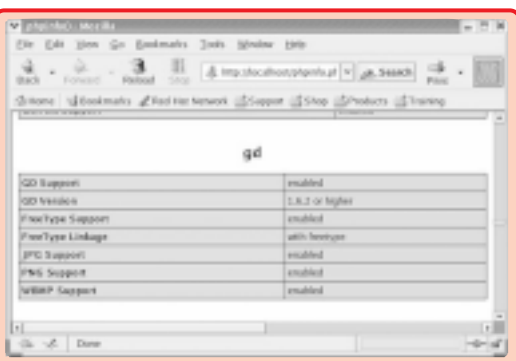 phpinfo() - Mozilla
File Edit View Go Bookmarks Tools Window Help
Back Forward Reload Stop http://localhost/phpinfo.p Search Print
Home Bookmarks Red Hat Network Support Shop Products Training
gd
GD Support enabled
GD Version 1.6.2 or higher
FreeType Support enabled
FreeType Linkage with freetype
JPG Support enabled
PNG Support enabled
WBMP Support enabled
Done